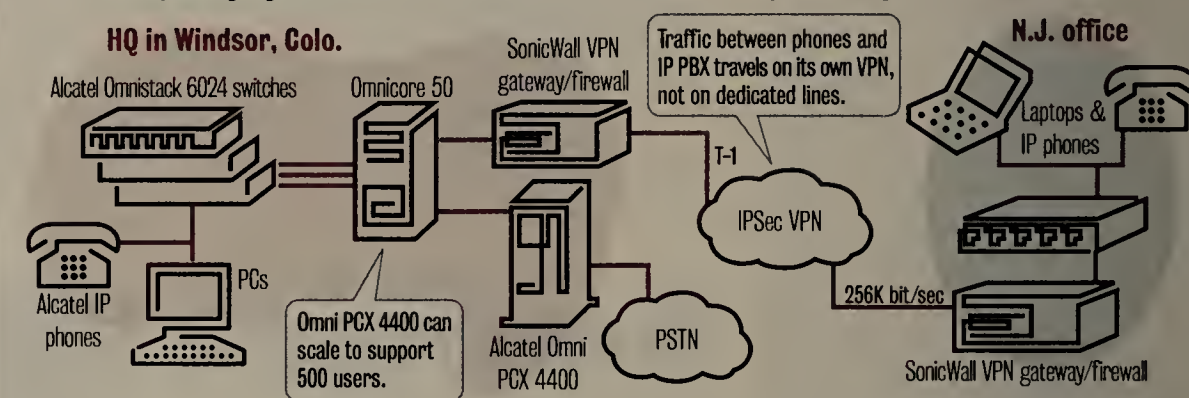 HQ in Windsor, Colo.
Alcatel Omnistack 6024 switches
Omnicore 50
SonicWall VPN
gateway/firewall
Traffic between phones and
IP PBX travels on its own VPN,
not on dedicated lines.
N.J. office
Laptops &
IP phones
T-1
IPSec VPN
256K bit/sec
Alcatel IP
phones
PCs
Omni PCX 4400 can
scale to support
500 users.
Alcatel Omni
PCX 4400
PSTN
SonicWall VPN gateway/firewall